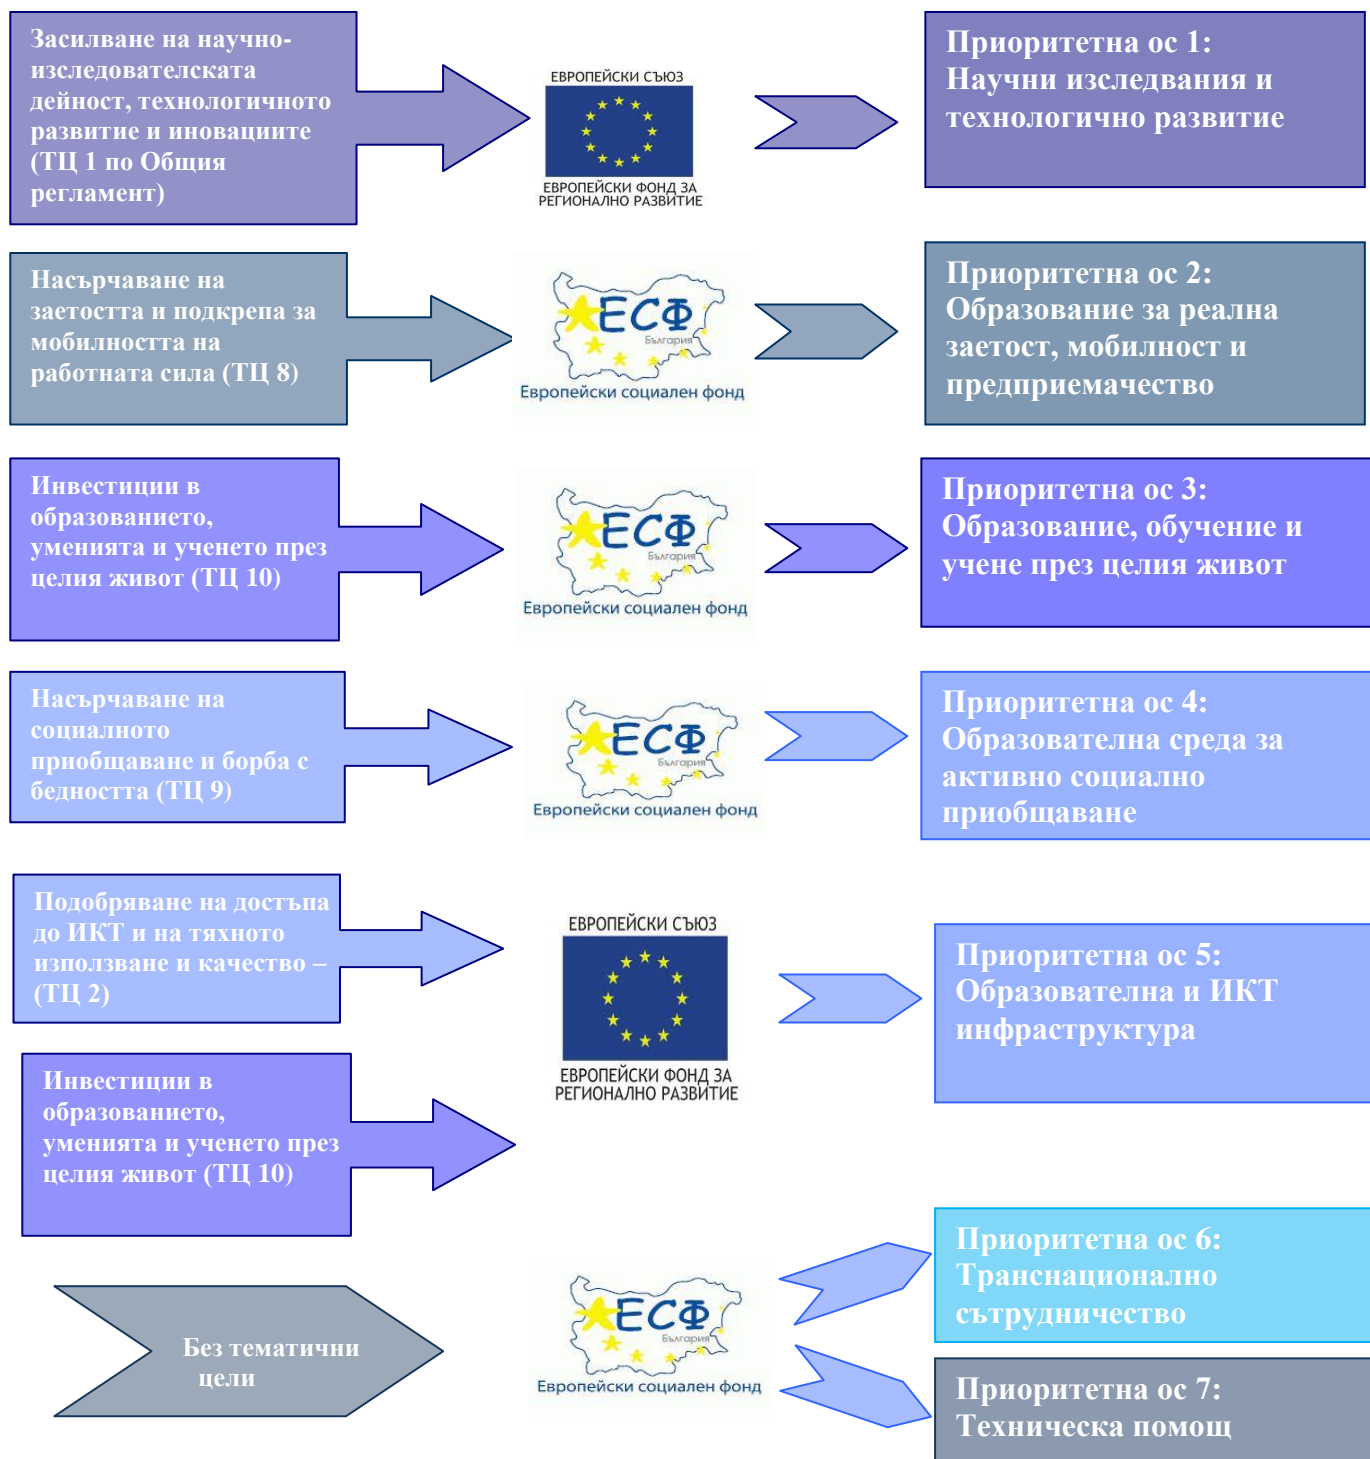 Засилване на научно-
изследователската
дейност, технологичното
развитие и иновациите
(ТЦ 1 по Общия
регламент)
ЕВРОПЕЙСКИ СЪЮЗ
ЕВРОПЕЙСКИ ФОНД ЗА
РЕГИОНАЛНО РАЗВИТИЕ
Приоритетна ос 1:
Научни изследвания и
технологично развитие
Насърчаване на
заетостта и подкрепа за
мобилността на
работната сила (ТЦ 8)
ЕСФ
България
Европейски социален фонд
Приоритетна ос 2:
Образование за реална
заетост, мобилност и
предприемачество
Инвестиции в
образованието,
уменията и ученето през
целия живот (ТЦ 10)
ЕСФ
България
Европейски социален фонд
Приоритетна ос 3:
Образование, обучение и
учене през целия живот
Насърчаване на
социалното
приобщаване и борба с
бедността (ТЦ 9)
ЕСФ
България
Европейски социален фонд
Приоритетна ос 4:
Образователна среда за
активно социално
приобщаване
Подобряване на достъпа
до ИКТ и на тяхното
използване и качество –
(ТЦ 2)
Инвестиции в
образованието,
уменията и ученето през
целия живот (ТЦ 10)
ЕВРОПЕЙСКИ СЪЮЗ
ЕВРОПЕЙСКИ ФОНД ЗА
РЕГИОНАЛНО РАЗВИТИЕ
Приоритетна ос 5:
Образователна и ИКТ
инфраструктура
Без тематични
цели
ЕСФ
България
Европейски социален фонд
Приоритетна ос 6:
Транснационално
сътрудничество
Приоритетна ос 7:
Техническа помощ